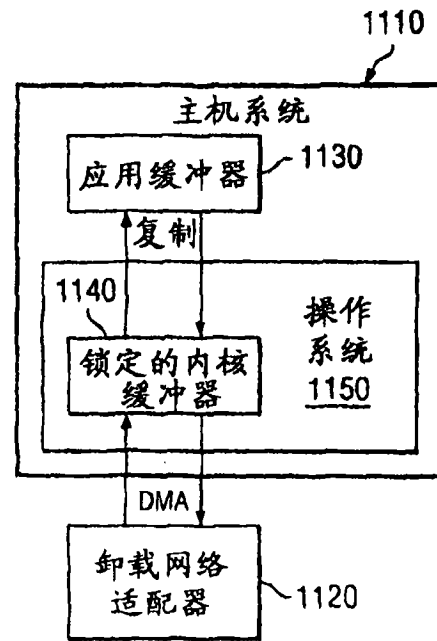 1110
主机系统
应用缓冲器
1130
复制
1140
锁定的内核
缓冲器
操作
系统
1150
DMA
卸载网络
适配器
1120